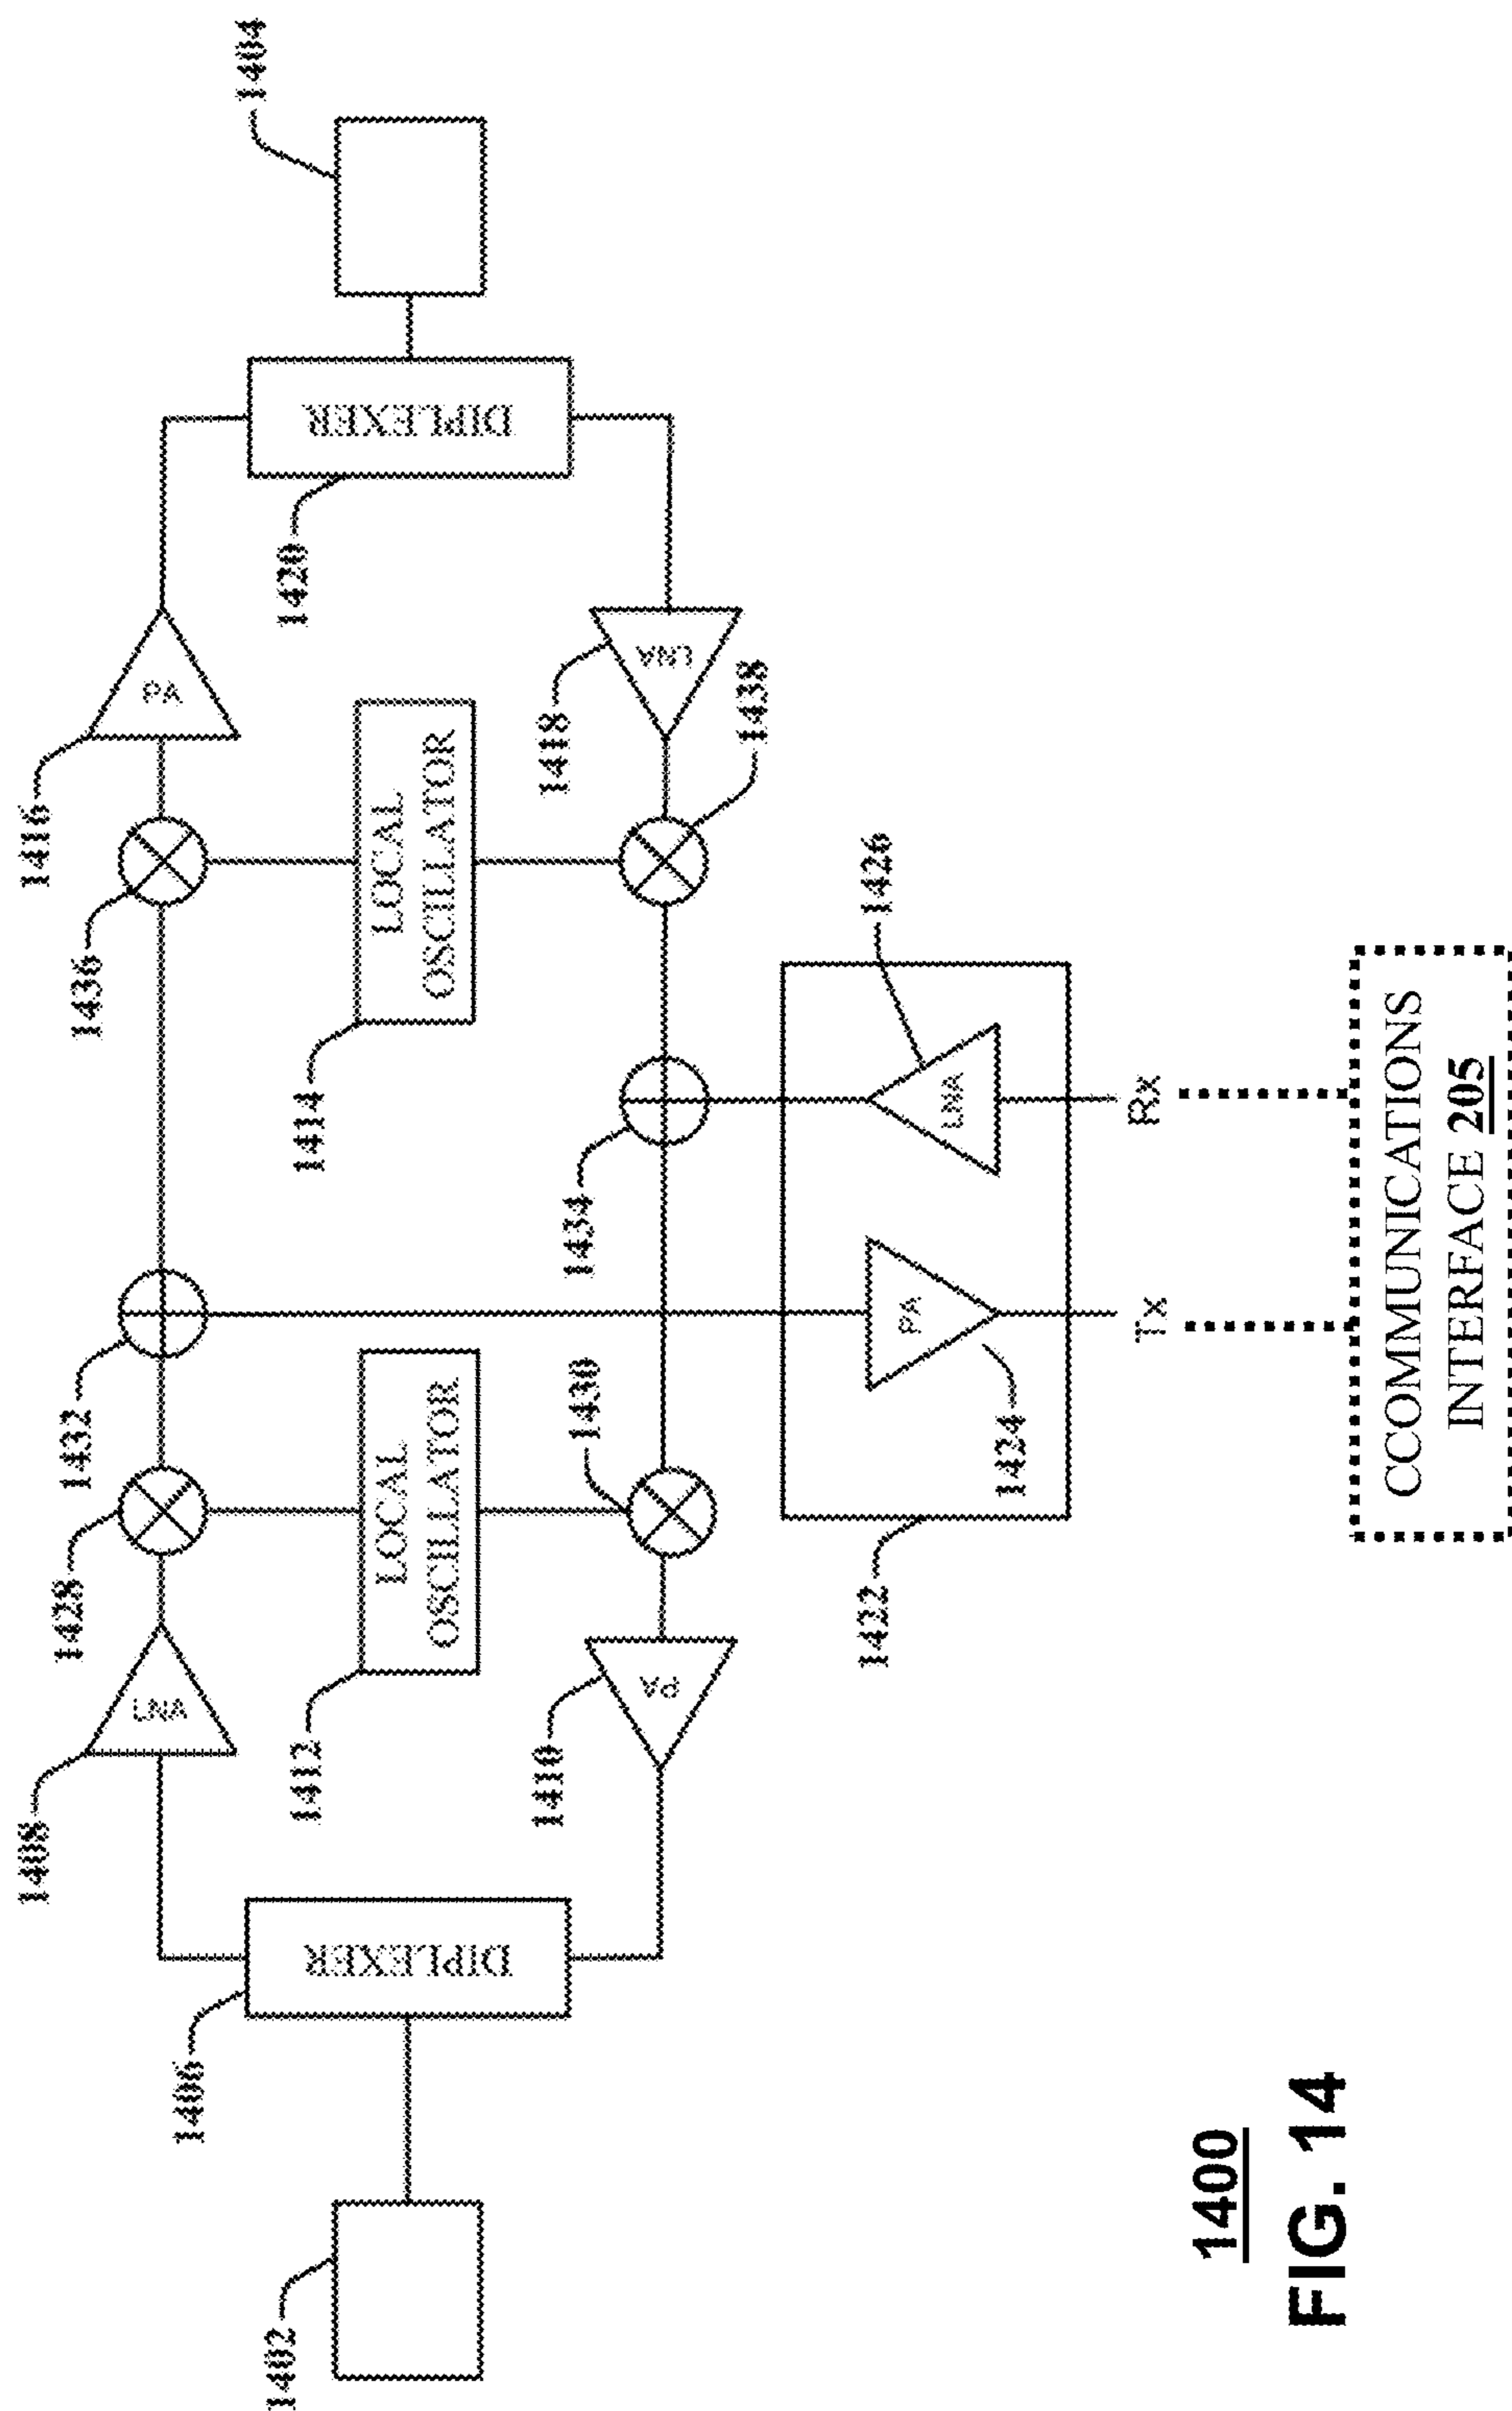 1404
DIPLEXER
1420
1416
PA
1436
LOCAL
OSCILLATOR
1414
LNA
1418
1438
1434
1426
LNA
Rx
1432
PA
1424
Tx
1422
CCOMMUNICATIONS
INTERFACE 205
1428
LOCAL
OSCILLATOR
1412
1430
1408
LNA
PA
1410
DIPLEXER
1406
1402
1400
FIG. 14